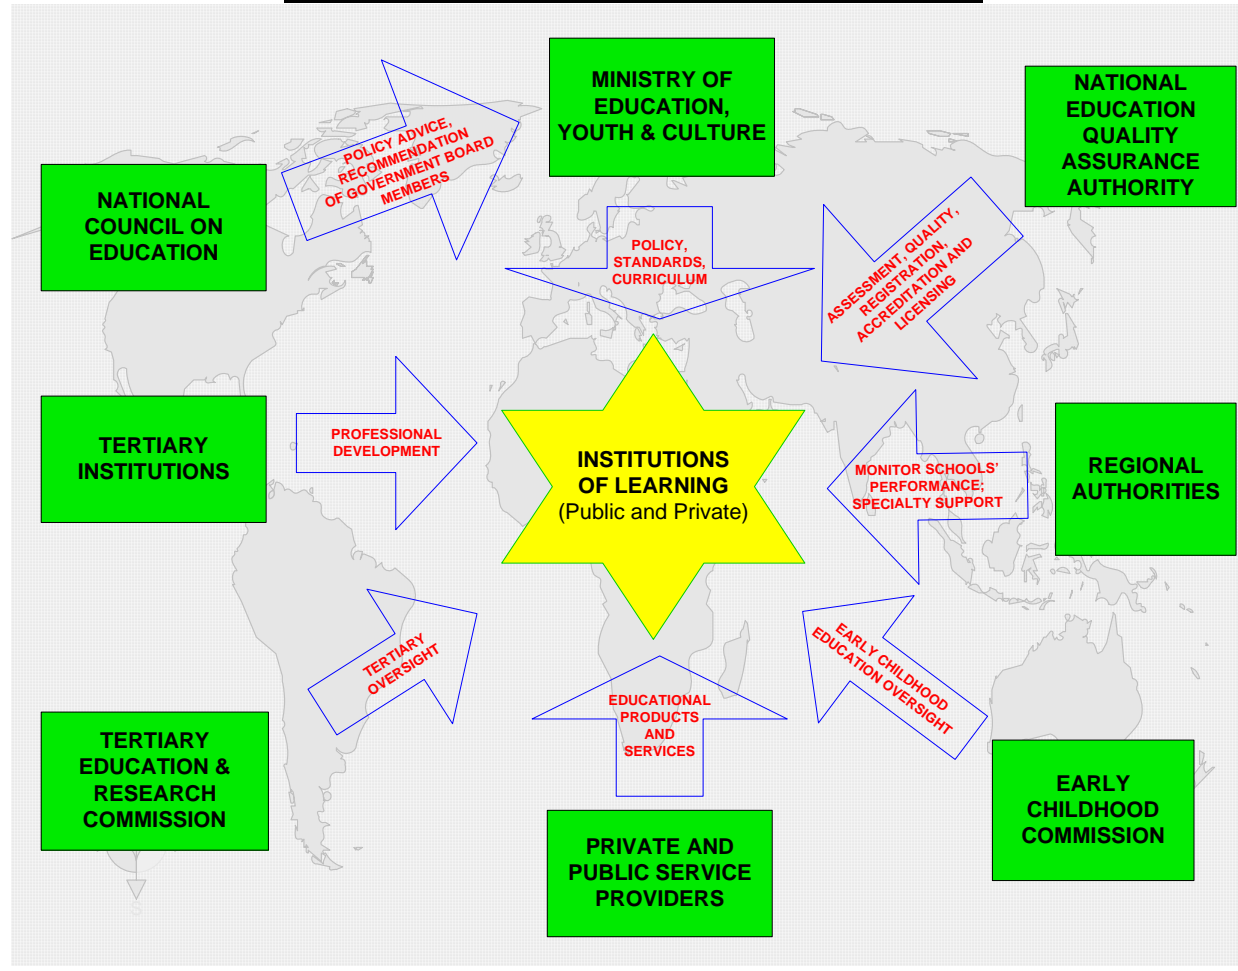 MINISTRY OF
EDUCATION,
YOUTH & CULTURE
NATIONAL
EDUCATION
QUALITY
ASSURANCE
AUTHORITY
POLICY ADVICE,
RECOMMENDATION
OF GOVERNMENT BOARD
MEMBERS
NATIONAL
COUNCIL ON
EDUCATION
POLICY,
STANDARDS,
CURRICULUM
ASSESSMENT, QUALITY,
REGISTRATION,
ACCREDITATION AND
LICENSING
TERTIARY
INSTITUTIONS
PROFESSIONAL
DEVELOPMENT
INSTITUTIONS
OF LEARNING
(Public and Private)
MONITOR SCHOOLS’
PERFORMANCE;
SPECIALTY SUPPORT
REGIONAL
AUTHORITIES
TERTIARY
OVERSIGHT
EARLY CHILDHOOD
EDUCATION OVERSIGHT
TERTIARY
EDUCATION &
RESEARCH
COMMISSION
EDUCATIONAL
PRODUCTS
AND
SERVICES
EARLY
CHILDHOOD
COMMISSION
PRIVATE AND
PUBLIC SERVICE
PROVIDERS
S